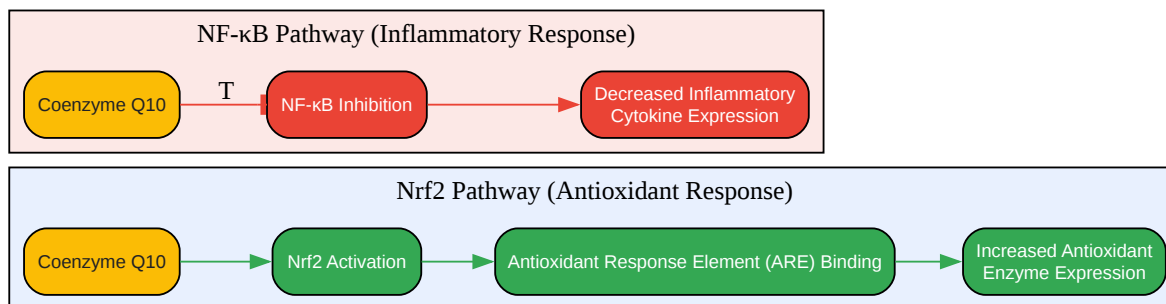 NF-κB Pathway (Inflammatory Response)
Coenzyme Q10
T
NF-κB Inhibition
Decreased Inflammatory
Cytokine Expression
Nrf2 Pathway (Antioxidant Response)
Coenzyme Q10
Nrf2 Activation
Antioxidant Response Element (ARE) Binding
Increased Antioxidant
Enzyme Expression